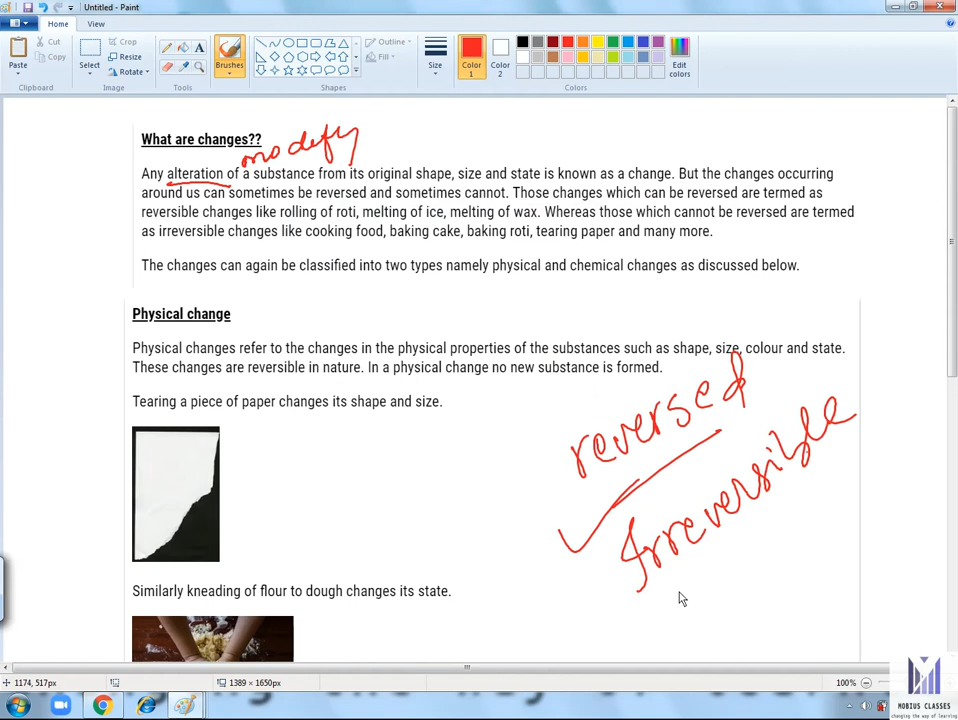 Untitled - Paint
Home View
Cut
Copy
Paste
Clipboard
Select
Crop
Resize
Rotate
Image
Tools
Brushes
Outline
Fill
Shapes
Size
Color 1
Color 2
Edit colors
Colors
What are changes??
modefy
Any alteration of a substance from its original shape, size and state is known as a change. But the changes occurring
around us can sometimes be reversed and sometimes cannot. Those changes which can be reversed are termed as
reversible changes like rolling of roti, melting of ice, melting of wax. Whereas those which cannot be reversed are termed
as irreversible changes like cooking food, baking cake, baking roti, tearing paper and many more.
The changes can again be classified into two types namely physical and chemical changes as discussed below.
Physical change
Physical changes refer to the changes in the physical properties of the substances such as shape, size, colour and state.
These changes are reversible in nature. In a physical change no new substance is formed.
Tearing a piece of paper changes its shape and size.
reversed
Irreversible
Similarly kneading of flour to dough changes its state.
1174, 517px
1389 × 1650px
100%
MOBIUS CLASSES
changing the way of learning